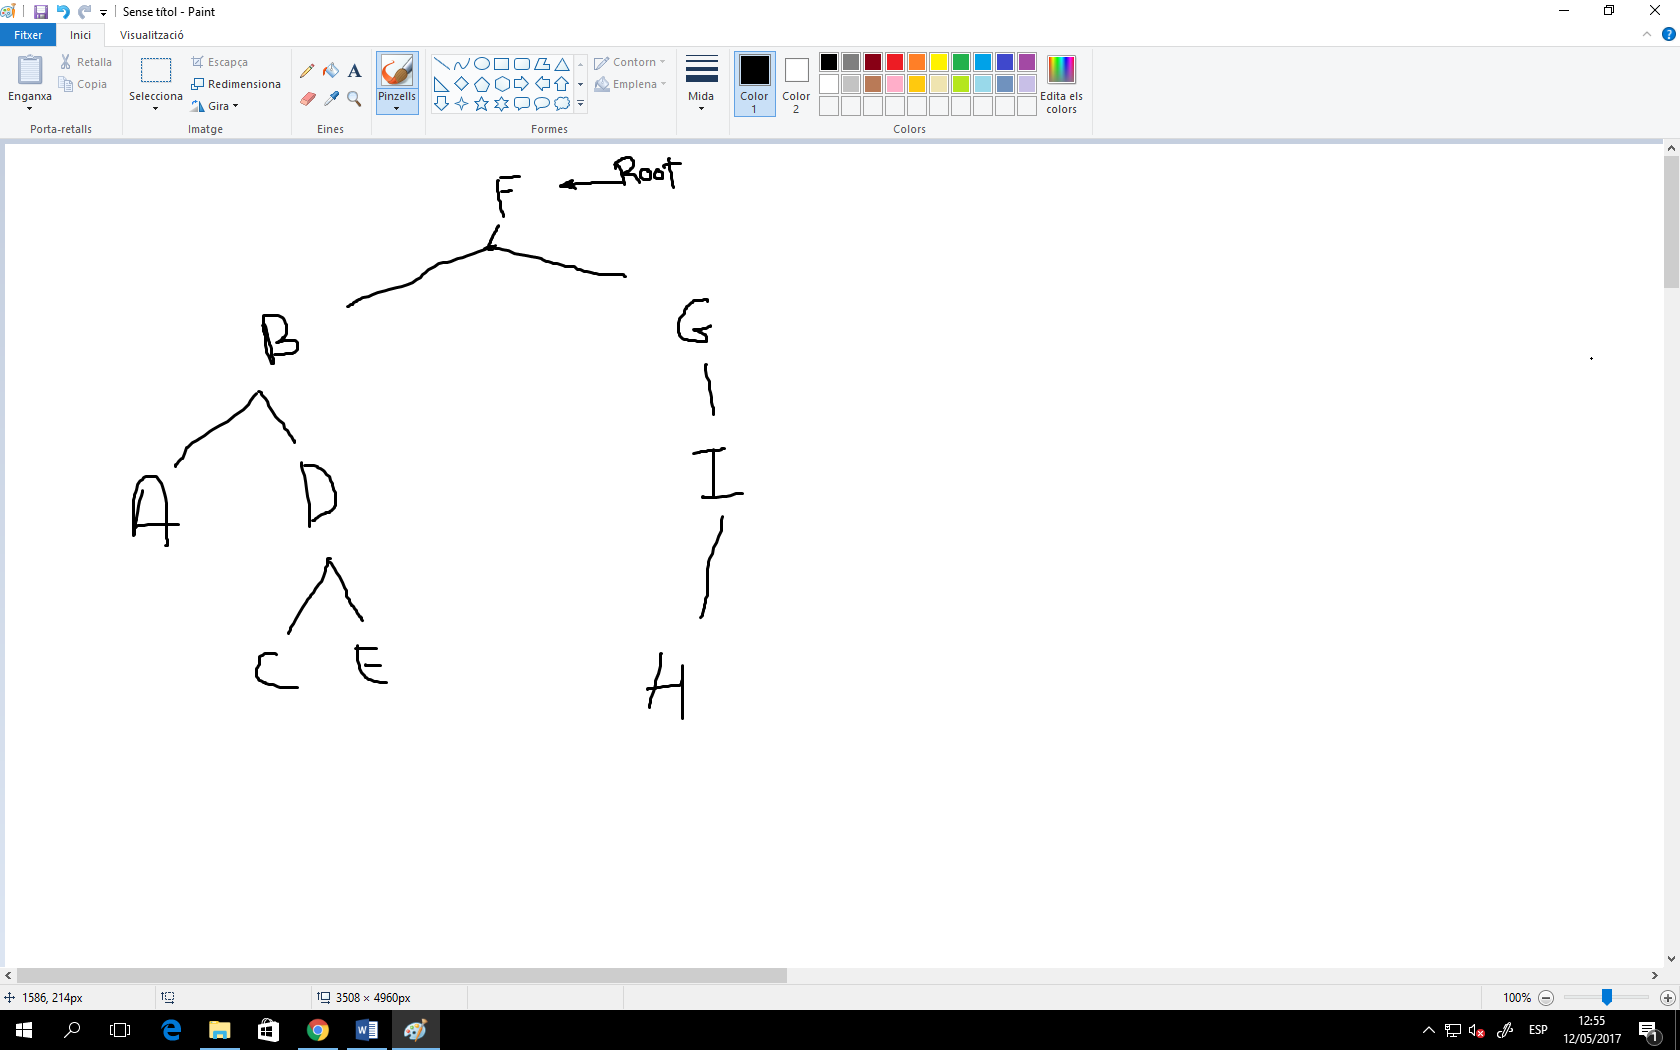 Sense títol - Paint
Fitxer Inici Visualització
Enganxa
Retalla
Copia
Porta-retalls
Selecciona
Escapça
Redimensiona
Gira
Imatge
A
Eines
Pinzells
Contorn
Emplena
Formes
Mida
Color 1
Color 2
Edita els colors
Colors
F ← Root
B G
A D I
C E H
1586, 214px
3508 × 4960px
100%
ESP
12:55
12/05/2017
1